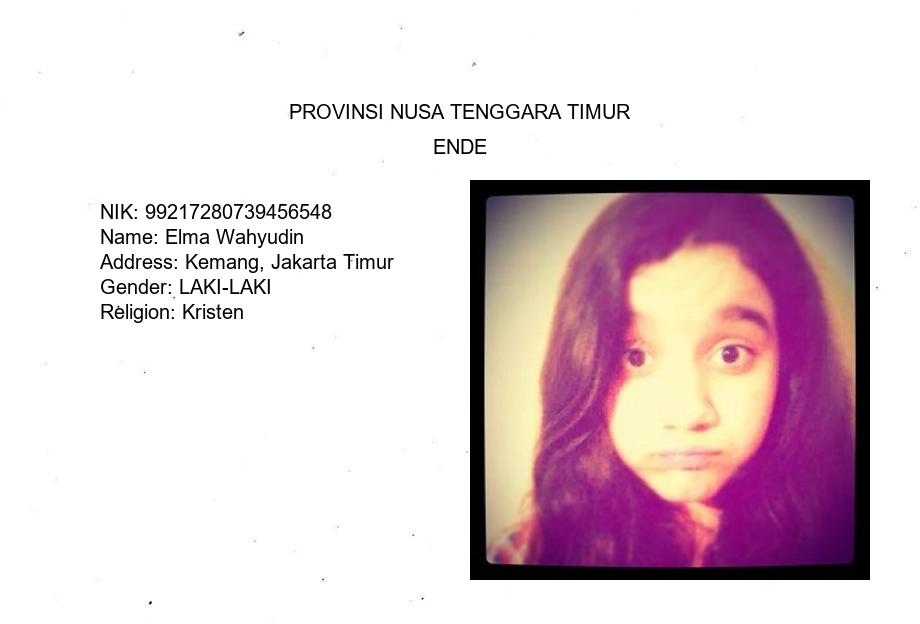 PROVINSI NUSA TENGGARA TIMUR
ENDE
NIK: 99217280739456548
Name: Elma Wahyudin
Address: Kemang, Jakarta Timur
Gender: LAKI-LAKI
Religion: Kristen